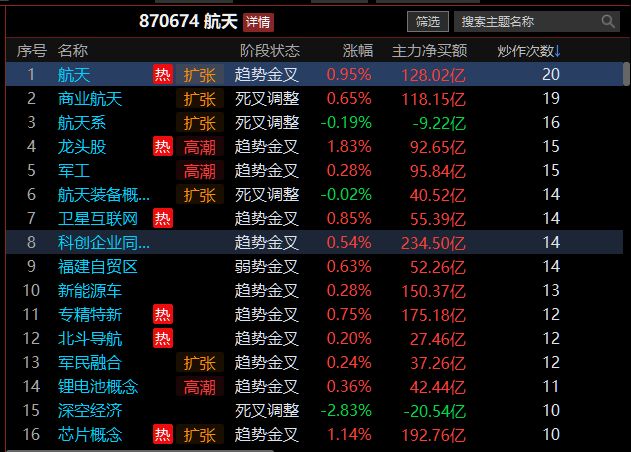 870674 航天 详情 筛选 搜索主题名称
序号 名称 阶段状态 涨幅 主力净买额 炒作次数↓
1 航天 热 扩张 趋势金叉 0.95% 128.02亿 20
2 商业航天 扩张 死叉调整 0.65% 118.15亿 19
3 航天系 扩张 死叉调整 -0.19% -9.22亿 16
4 龙头股 热 高潮 趋势金叉 1.83% 92.65亿 15
5 军工 高潮 趋势金叉 0.28% 95.84亿 15
6 航天装备概... 扩张 死叉调整 -0.02% 40.52亿 14
7 卫星互联网 热 趋势金叉 0.85% 55.39亿 14
8 科创企业同... 趋势金叉 0.54% 234.50亿 14
9 福建自贸区 弱势金叉 0.63% 52.26亿 14
10 新能源车 趋势金叉 0.28% 150.37亿 13
11 专精特新 热 趋势金叉 0.75% 175.18亿 12
12 北斗导航 热 趋势金叉 0.20% 27.46亿 12
13 军民融合 扩张 趋势金叉 0.24% 37.26亿 12
14 锂电池概念 高潮 趋势金叉 0.36% 42.44亿 11
15 深空经济 死叉调整 -2.83% -20.54亿 10
16 芯片概念 热 扩张 趋势金叉 1.14% 192.76亿 10